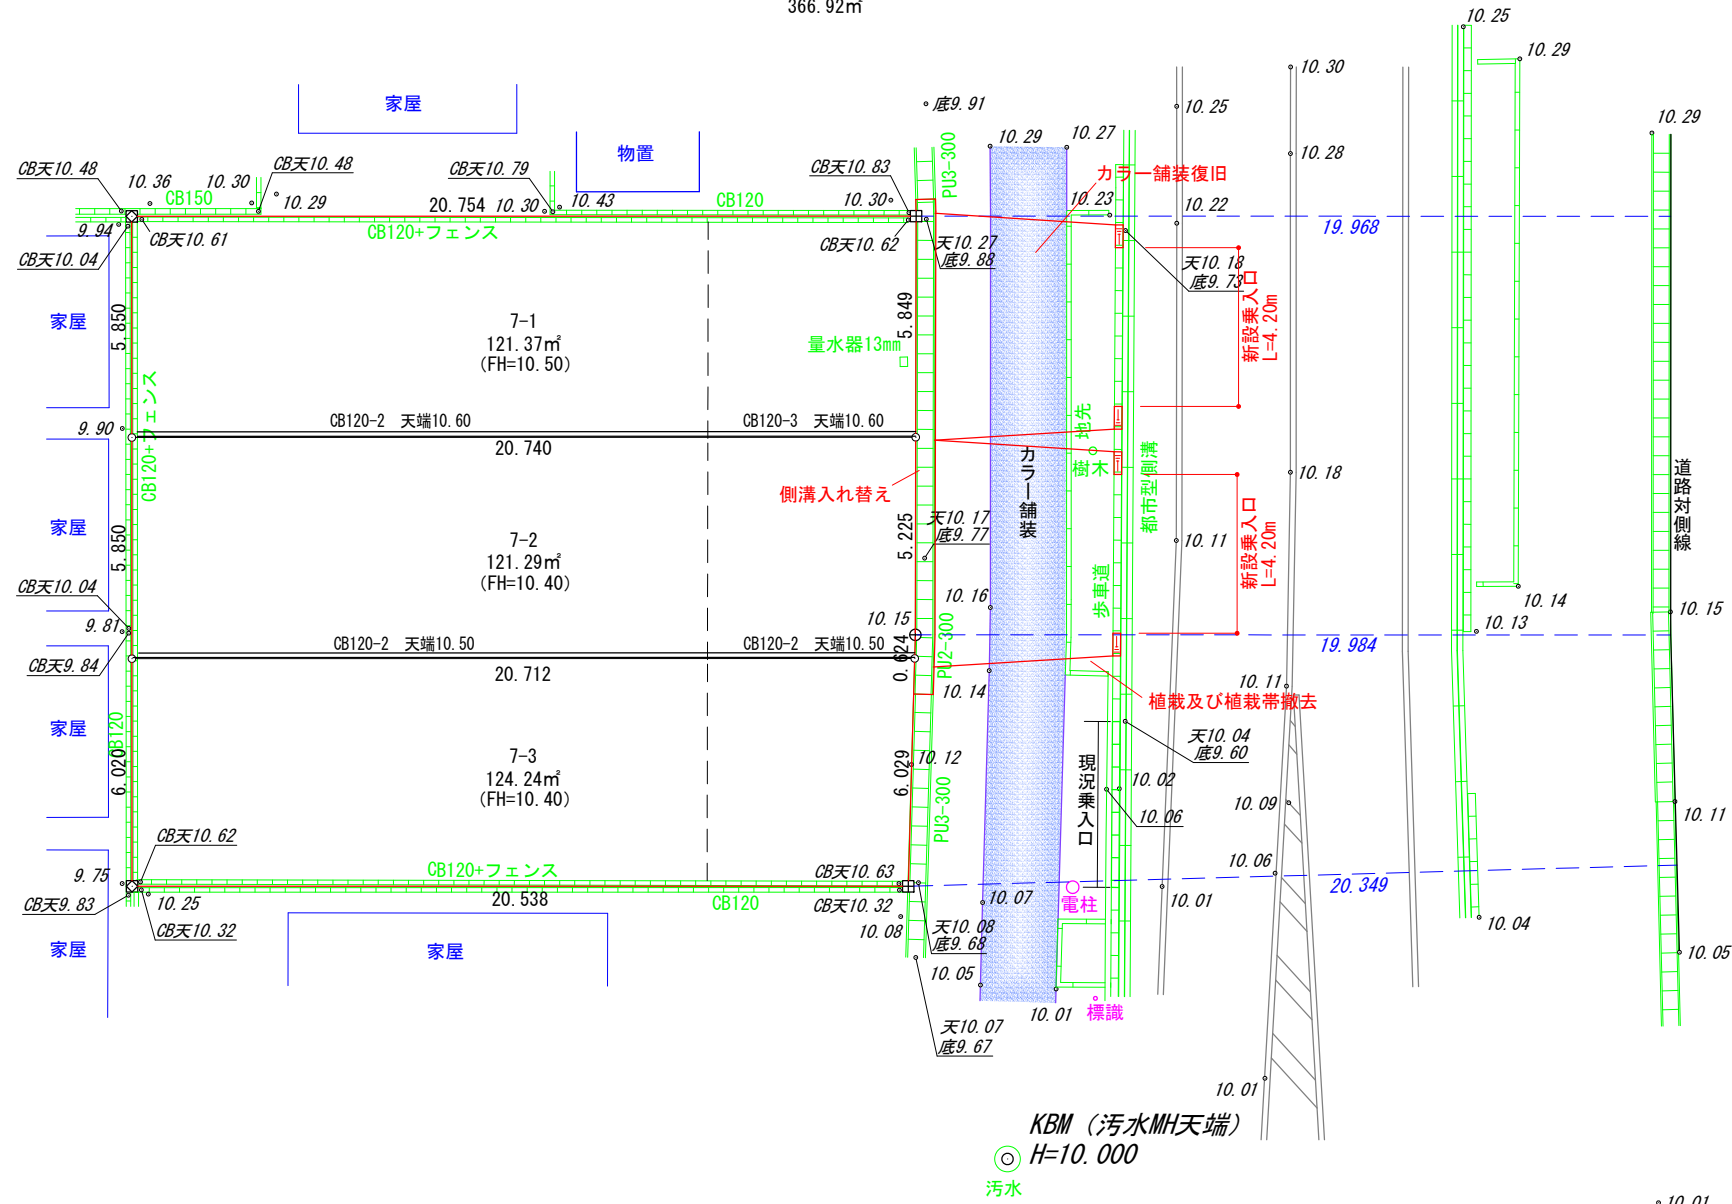 366.92㎡
10.25
10.29
10.30
家屋
底9.91
10.25
10.29
10.27
10.29
物置
PU3-300
CB天10.48
CB天10.48
CB天10.79
CB天10.83
10.28
カラー舗装復旧
10.36
10.30
CB150
10.29
20.754
10.30
10.43
CB120
10.30
10.23
10.22
19.968
9.94
CB天10.61
CB120+フェンス
CB天10.62
天10.27
底9.88
CB天10.04
天10.18
底9.73
新設乗入口
L=4.20m
家屋
5.850
7-1
121.37㎡
(FH=10.50)
5.849
量水器13mm
CB120+フェンス
9.90
CB120-2 天端10.60
CB120-3 天端10.60
20.740
地先
樹木
カラー舗装
都市型側溝
10.18
道路対側線
側溝入れ替え
家屋
5.850
7-2
121.29㎡
(FH=10.40)
5.225
天10.17
底9.77
10.11
新設乗入口
L=4.20m
歩車道
CB天10.04
10.16
10.14
10.15
9.81
10.15
10.13
CB120-2 天端10.50
CB120-2 天端10.50
0.624
PU2-300
19.984
CB天9.84
20.712
10.14
10.11
植栽及び植栽帯撤去
家屋
CB120
6.020
7-3
124.24㎡
(FH=10.40)
6.029
10.12
PU3-300
現況乗入口
天10.04
底9.60
10.02
10.06
10.09
10.11
CB天10.62
CB120+フェンス
CB天10.63
10.06
9.75
20.349
CB天9.83
10.25
20.538
CB120
CB天10.32
10.07
電柱
10.01
CB天10.32
10.08
天10.08
底9.68
10.04
家屋
家屋
10.05
10.05
10.01
標識
天10.07
底9.67
10.01
KBM (汚水MH天端)
H=10.000
汚水
10.01